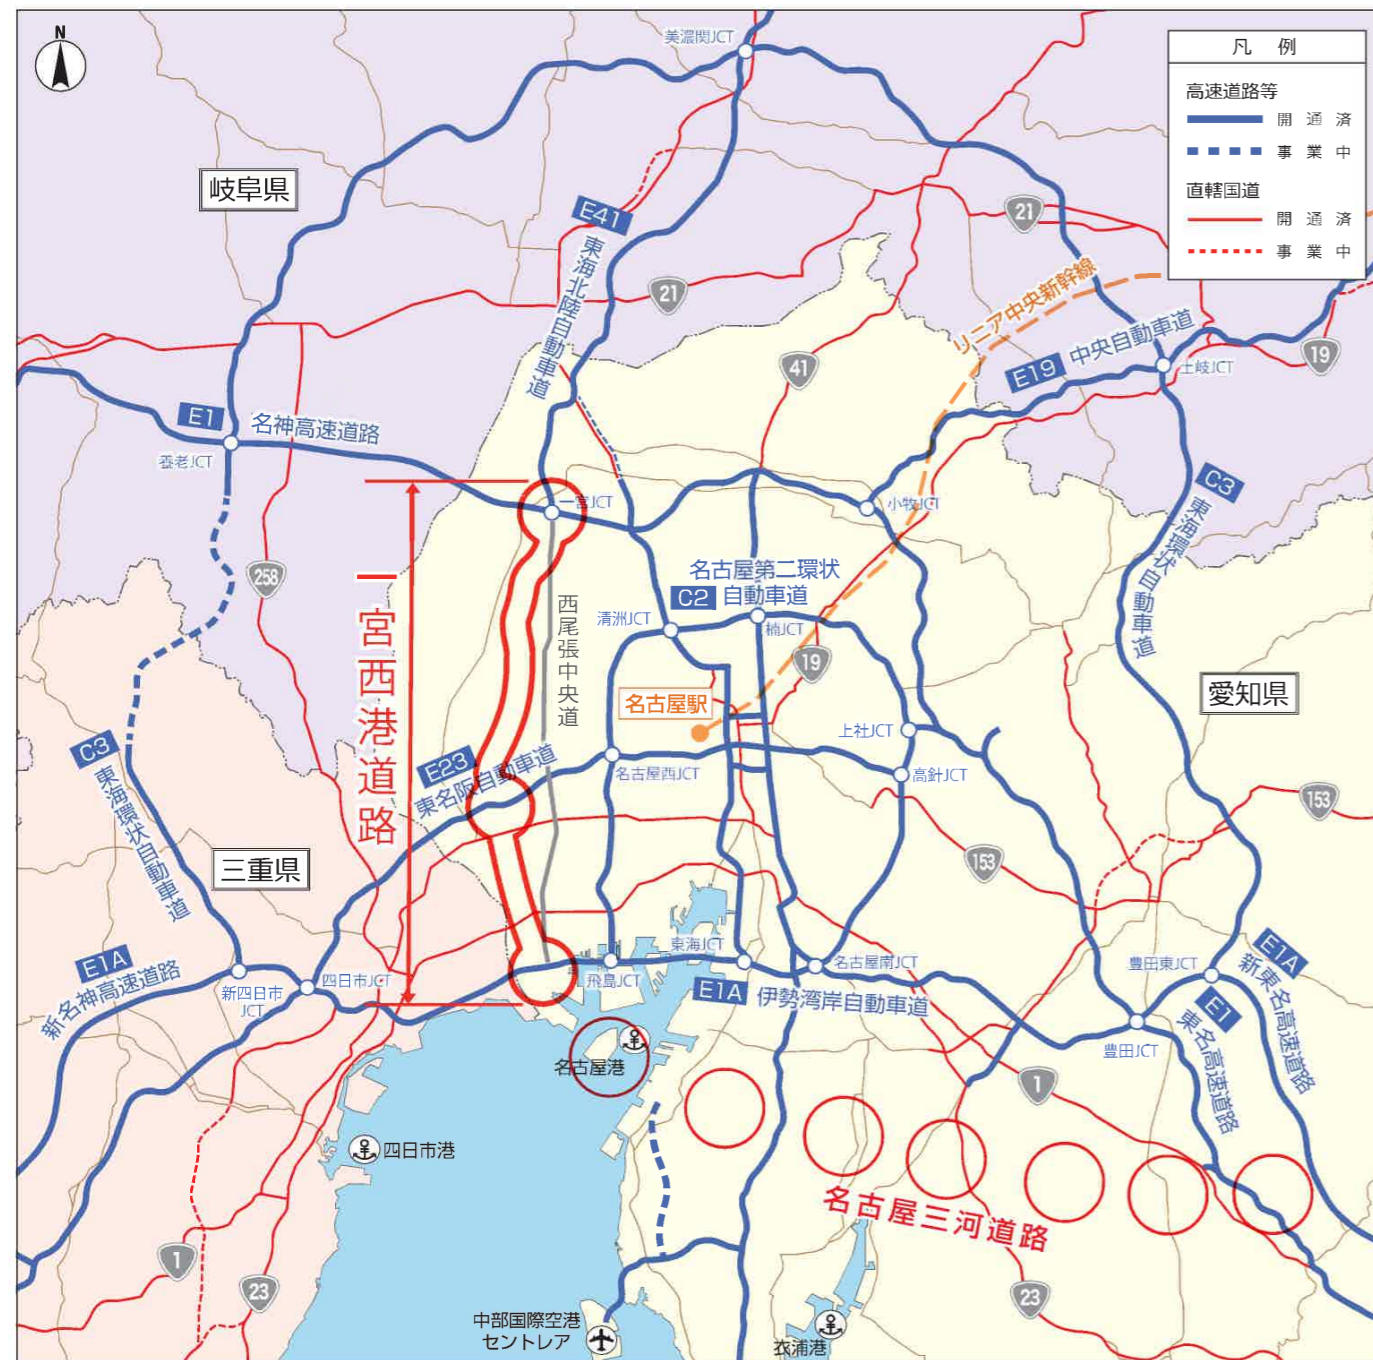 N
美濃関JCT
凡 例
高速道路等
開 通 済
事 業 中
直轄国道
開 通 済
事 業 中
岐阜県
E41
東海北陸自動車道
21
21
リニア中央新幹線
41
E19 中央自動車道
19
土岐JCT
E1 名神高速道路
養老JCT
一宮JCT
小牧JCT
C3
東海環状自動車道
258
一宮西港道路
西尾張中央道
名古屋第二環状
C2 自動車道
清洲JCT
楠JCT
19
名古屋駅
愛知県
上社JCT
C3
東海環状自動車道
E23
東名阪自動車道
名古屋西JCT
高針JCT
153
153
三重県
E1A
新名神高速道路
新四日市
JCT
四日市JCT
飛島JCT
東海JCT
名古屋南JCT
E1A 伊勢湾岸自動車道
豊田東JCT
E1A
新東名高速道路
E1
東名高速道路
豊田JCT
名古屋港
1
四日市港
名古屋三河道路
1
23
23
中部国際空港
セントレア
衣浦港